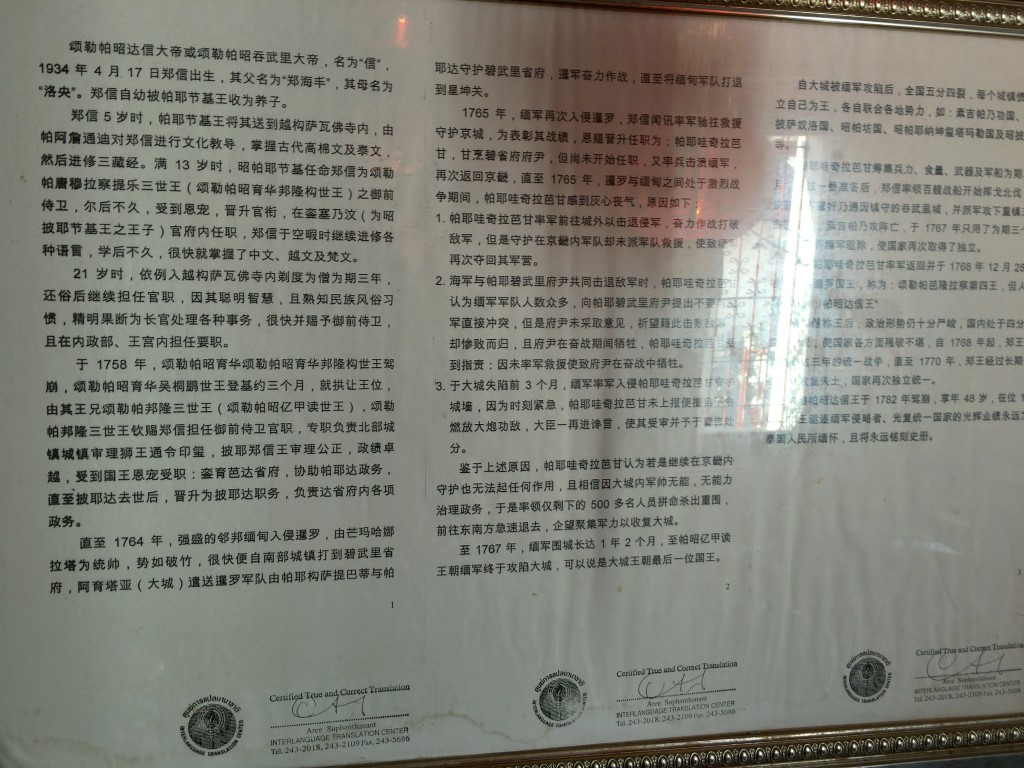 颂勒帕昭达信大帝或颂勒帕昭吞武里大帝，名为“信”，
1934 年 4 月 17 日郑信出生，其父名为“郑海丰”，其母名为
“洛央”。郑信自幼被帕耶节基王收为养子。
郑信 5 岁时，帕耶节基王将其送到越构萨瓦佛寺内，由
帕阿詹通迪对郑信进行文化教导，掌握古代高棉文及泰文，
然后进修三藏经。满 13 岁时，昭帕耶节基王任命郑信为颂勒
帕唐穆拉察提乐三世王（颂勒帕昭育华邦隆构世王）之御前
侍卫，尔后不久，受到恩宠，晋升官衔，在銮塞乃文（为昭
披耶节基王之王子）官府内任职，郑信于空暇时继续进修各
种语言，学后不久，很快就掌握了中文、越文及梵文。
21 岁时，依例入越构萨瓦佛寺内剃度为僧为期三年，
还俗后继续担任官职，因其聪明智慧，且熟知民族风俗习
惯，精明果断为长官处理各种事务，很快并赐予御前侍卫，
且在内政部、王宫内担任要职。
于 1758 年，颂勒帕昭育华颂勒帕昭育华邦隆构世王驾
崩，颂勒帕昭育华吴桐鹏世王登基约三个月，就拱让王位，
由其王兄颂勒帕邦隆三世王（颂勒帕昭亿甲读世王），颂勒
帕邦隆三世王钦赐郑信担任御前侍卫官职，专职负责北部城
镇城镇审理狮王通令印玺，披耶郑信王审理公正，政绩卓
越，受到国王恩宠受职：銮育芭达省府，协助帕耶达政务，
直至披耶达去世后，晋升为披耶达职务，负责达省府内各项
政务。
直至 1764 年，强盛的邻邦缅甸入侵暹罗，由芒玛哈娜
拉塔为统帅，势如破竹，很快便自南部城镇打到碧武里省
府，阿育塔亚（大城）遣送暹罗军队由帕耶构萨提巴蒂与帕
1
耶达守护碧武里省府，暹军奋力作战，直至将缅甸军队打退
到星坤关。
1765 年，缅军再次入侵暹罗，郑信闻讯率军驰往救援
守护京城，为表彰其战绩，恩赐晋升任职为：帕耶哇奇拉芭
甘，甘烹碧省府府尹，但尚未开始任职，又率兵击溃缅军，
再次返回京畿，直至 1765 年，暹罗与缅甸之间处于激烈战
争期间，帕耶哇奇拉芭甘感到灰心丧气，原因如下：
1. 帕耶哇奇拉芭甘率军前往城外以击退侵军，奋力作战打破
敌军，但是守护在京畿内军队却未派军队救援，使致
再次夺回其军营。
2. 海军与帕耶碧武里府尹共同击退敌军时，帕耶哇奇拉芭甘
认为缅军军队人数众多，向帕耶碧武里府尹提出不要
军直接冲突，但是府尹未采取意见，祈望藉此击败
却惨败而归，且府尹在奋战期间牺牲，帕耶哇奇拉芭
到指责：因未率军救援使致府尹在奋战中牺牲。
3. 于大城失陷前 3 个月，缅军率军入侵帕耶哇奇拉芭甘
城墙，因为时刻紧急，帕耶哇奇拉芭甘未上报便擅自
燃放大炮功敌，大臣一再进谗言，使其受审并予于
分。
鉴于上述原因，帕耶哇奇拉芭甘认为若是继续在京畿内
守护也无法起任何作用，且相信因大城内军帅无能，无能力
治理政务，于是率领仅剩下的 500 多名人员拼命杀出重围，
前往东南方急速退去，企望聚集军力以收复大城。
至 1767 年，缅军围城长达 1 年 2 个月，至帕昭亿甲读
王朝缅军终于攻陷大城，可以说是大城王朝最后一位国王。
2
自大城被缅军攻陷后，全国五分四裂，每个城镇
立自己为王，各自联合各地势力，如：素吉帕乃功国、
披萨奴洛国、昭帕坊国、昭帕耶纳坤玺塔玛勒国及昭披
等。
耶哇奇拉芭甘筹集兵力、食量、武器及军船为期
一整准备后，郑信率领百艘战船开始挥戈北伐
奸乃通因镇守的吞武里城，并派军攻下重镇三
言帕乃攻阵亡，于 1767 年只用了为期三个
缅军驱除，使国家再次取得了独立。
帕耶哇奇拉芭甘率军返回并于 1768 年 12 月 28
罗国王，称为：颂勒帕芭隆拉察第四王，但人
“帕昭达信王”
称王后，政治形势仍十分严峻，国内处于四分
，使国家各方面残破不堪，自 1768 年起，郑王
达三年的统一战争，直至 1770 年，郑王经过长期
收复失土，国家再次独立统一。
帕昭达信王于 1782 年驾崩，享年 48 岁，在位
王驱逐缅军侵略者、光复统一国家的光辉业绩永远为
泰国人民所缅怀，且将永远铭刻史册。
3
Certified True and Correct Translation
Aree Suphanthanant
INTERLANGUAGE TRANSLATION CENTER
Tel. 243-2018, 243-2109 Fax. 243-5686
Certified True and Correct Translation
Aree Suphanthanant
INTERLANGUAGE TRANSLATION CENTER
Tel. 243-2018, 243-2109 Fax. 243-5686
Certified True and Correct Translation
Aree Suphanthanant
INTERLANGUAGE TRANSLATION CENTER
Tel. 243-2018, 243-2109 Fax. 243-5686